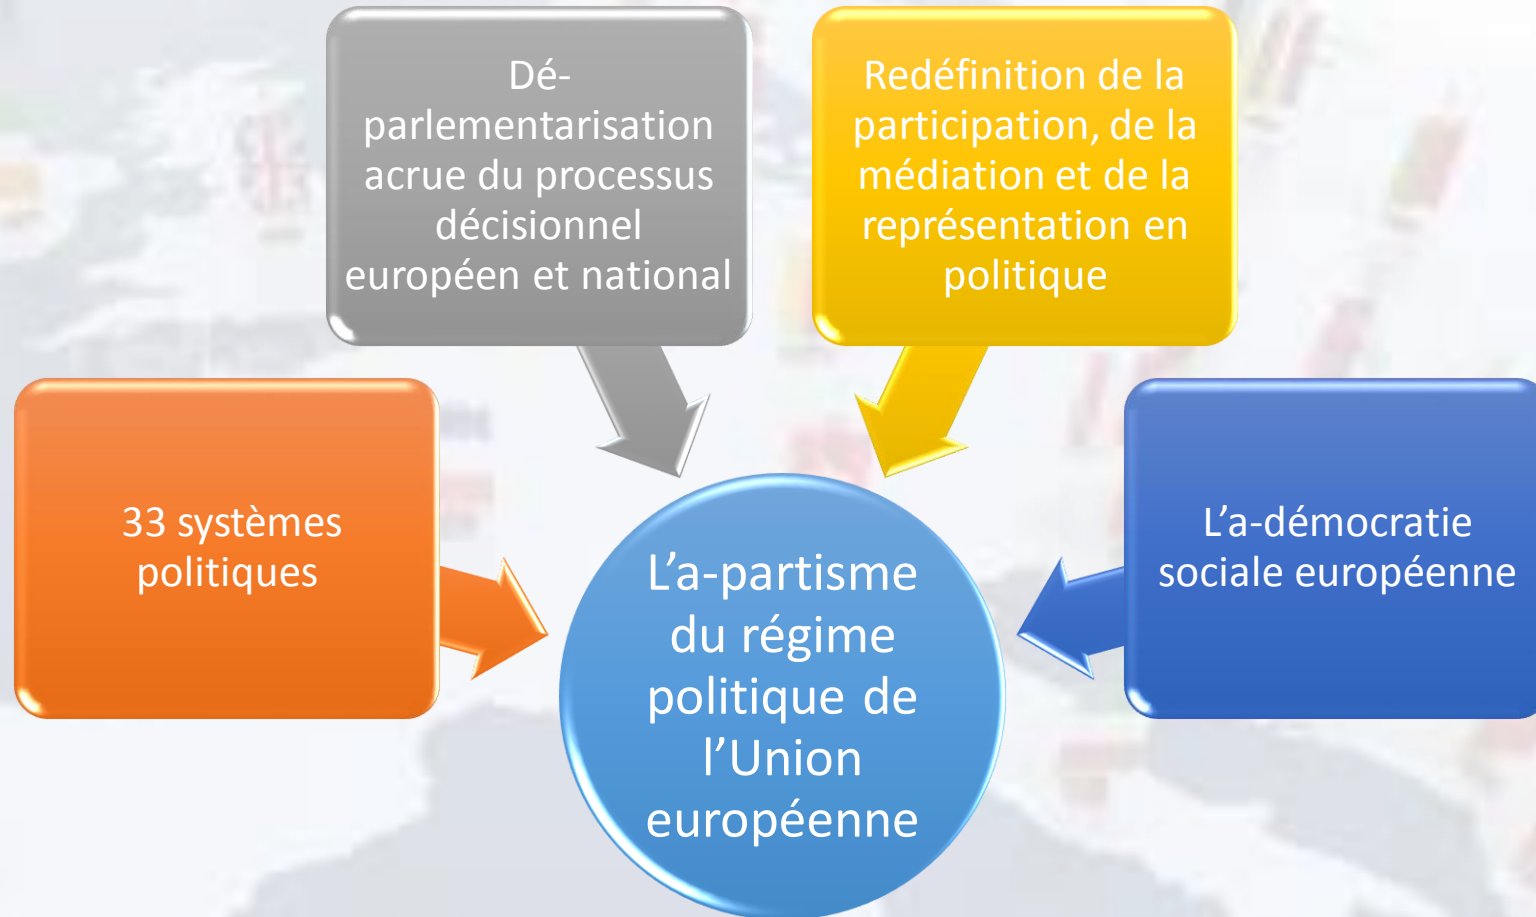 Dé-
parlementarisation
acrue du processus
décisionnel
européen et national
Redéfinition de la
participation, de la
médiation et de la
représentation en
politique
33 systèmes
politiques
L’a-démocratie
sociale européenne
L’a-partisme
du régime
politique de
l’Union
européenne